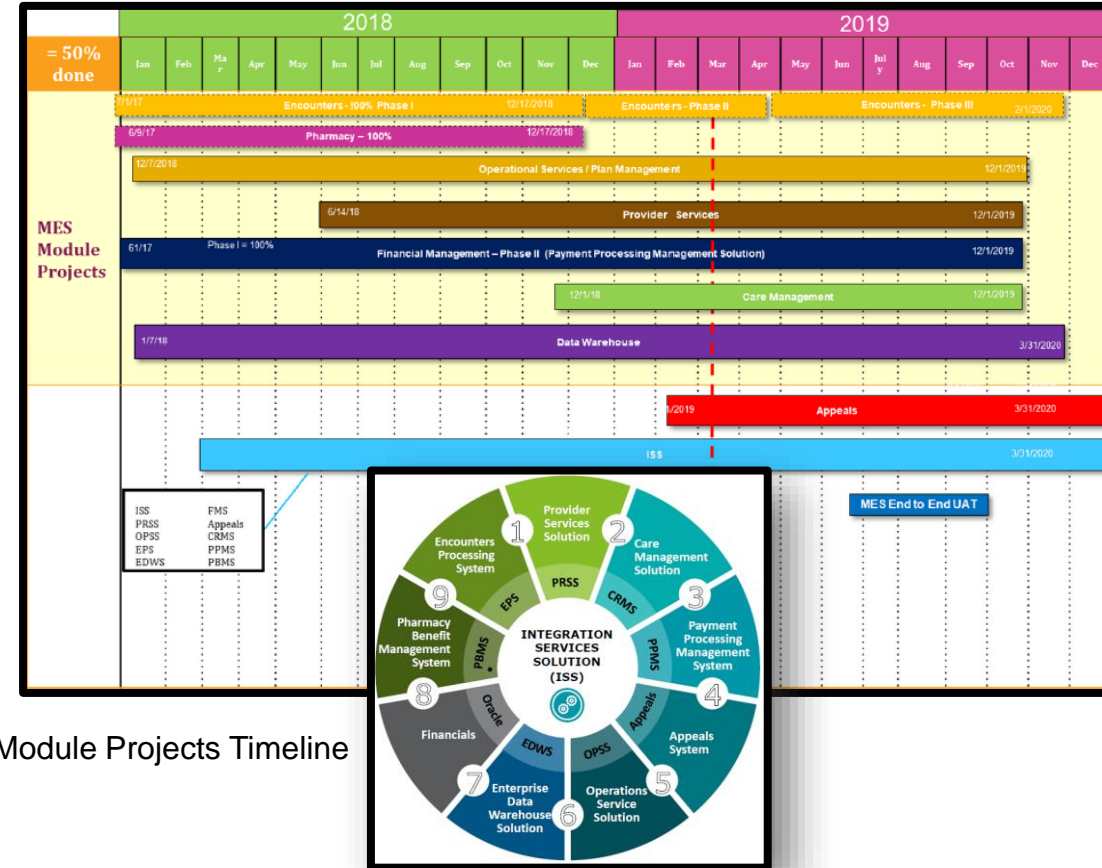 2018
2019
= 50%
done
Jan
Feb
Ma
r
Apr
May
Jun
Jul
Aug
Sep
Oct
Nov
Dec
Jan
Feb
Mar
Apr
May
Jun
Jul
y
Aug
Sep
Oct
Nov
Dec
7/1/17 Encounters - 100% Phase I 12/17/2018
Encounters - Phase II
Encounters - Phase III 2/1/2020
6/9/17 Pharmacy – 100% 12/17/2018
12/7/2018 Operational Services / Plan Management 12/1/2019
6/14/18 Provider Services 12/1/2019
MES
Module
Projects
61/17 Phase I = 100% Financial Management – Phase II (Payment Processing Management Solution) 12/1/2019
12/1/18 Care Management 12/1/2019
1/7/18 Data Warehouse 3/31/2020
1/2019 Appeals 3/31/2020
ISS 3/31/2020
MES End to End UAT
ISS FMS
PRSS Appeals
OPSS CRMS
EPS PPMS
EDWS PBMS
1
Provider
Services
Solution
PRSS
2
Care
Management
Solution
CRMS
3
Payment
Processing
Management
System
PPMS
4
Appeals
System
Appeals
5
Operations
Service
Solution
OPSS
6
Enterprise
Data
Warehouse
Solution
EDWS
7
Financials
Oracle
8
Pharmacy
Benefit
Management
System
PBMS
9
Encounters
Processing
System
EPS
INTEGRATION
SERVICES
SOLUTION
(ISS)
Module Projects Timeline